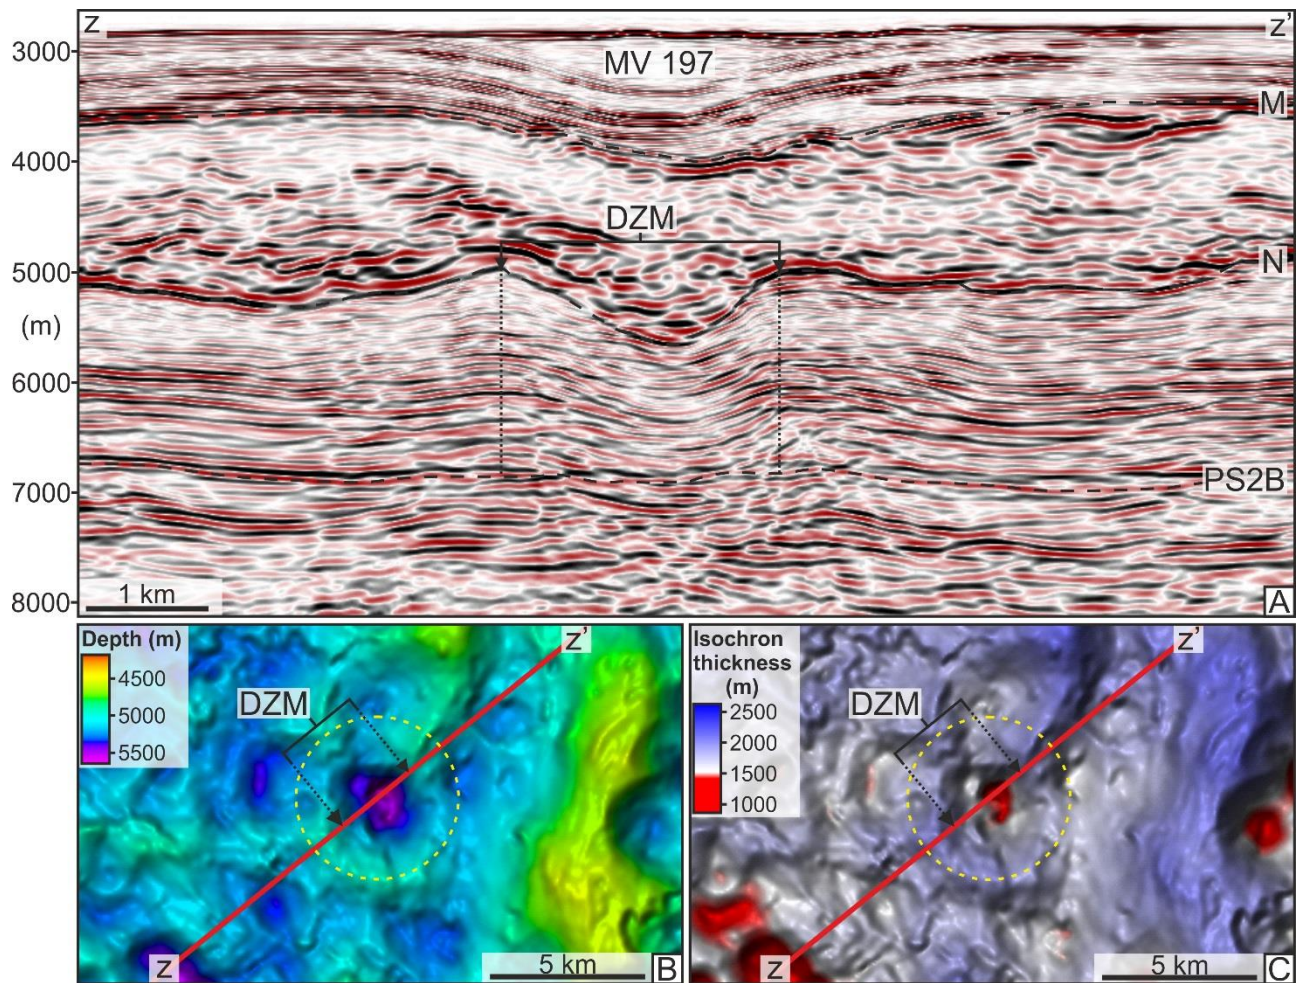 z
z'
3000
MV 197
M
4000
DZM
5000
N
(m)
6000
7000
PS2B
8000
1 km
A
Depth (m)
4500
5000
5500
DZM
z'
z
5 km
B
Isochron
thickness
(m)
2500
2000
1500
1000
DZM
z'
z
5 km
C